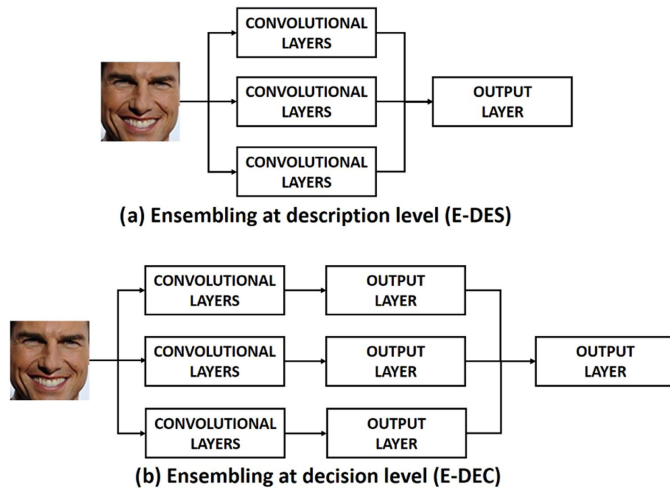 CONVOLUTIONAL
LAYERS
CONVOLUTIONAL
LAYERS
OUTPUT
LAYER
CONVOLUTIONAL
LAYERS
(a) Ensembling at description level (E-DES)
CONVOLUTIONAL
LAYERS
OUTPUT
LAYER
CONVOLUTIONAL
LAYERS
OUTPUT
LAYER
OUTPUT
LAYER
CONVOLUTIONAL
LAYERS
OUTPUT
LAYER
(b) Ensembling at decision level (E-DEC)